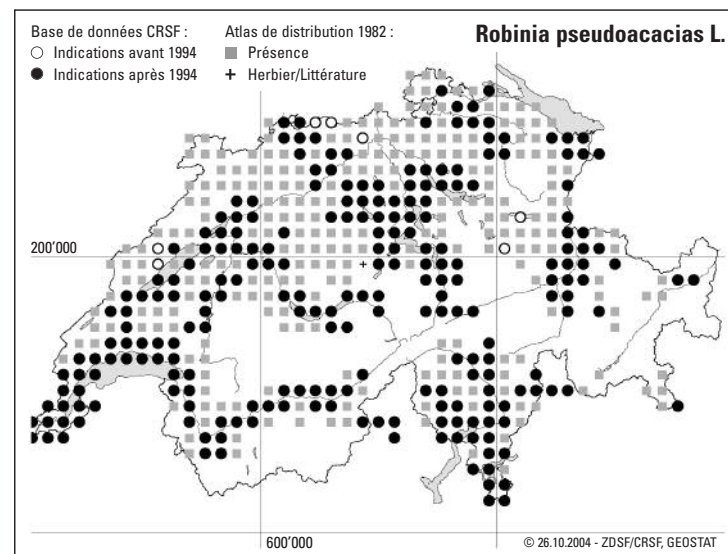 Base de données CRSF :
Indications avant 1994
Indications après 1994
Atlas de distribution 1982 :
Présence
Herbier/Littérature
Robinia pseudoacacias L.
200'000
600'000
© 26.10.2004 - ZDSF/CRSF, GEOSTAT